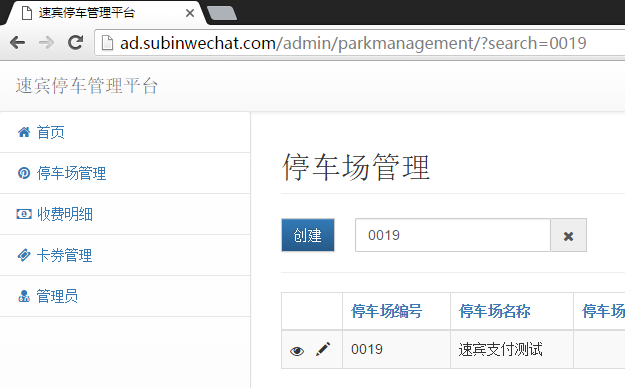 速宾停车管理平台
ad.subinwechat.com/admin/parkmanagement/?search=0019
速宾停车管理平台
首页
停车场管理
收费明细
卡券管理
管理员
停车场管理
创建 0019
停车场编号 停车场名称 停车场
0019 速宾支付测试